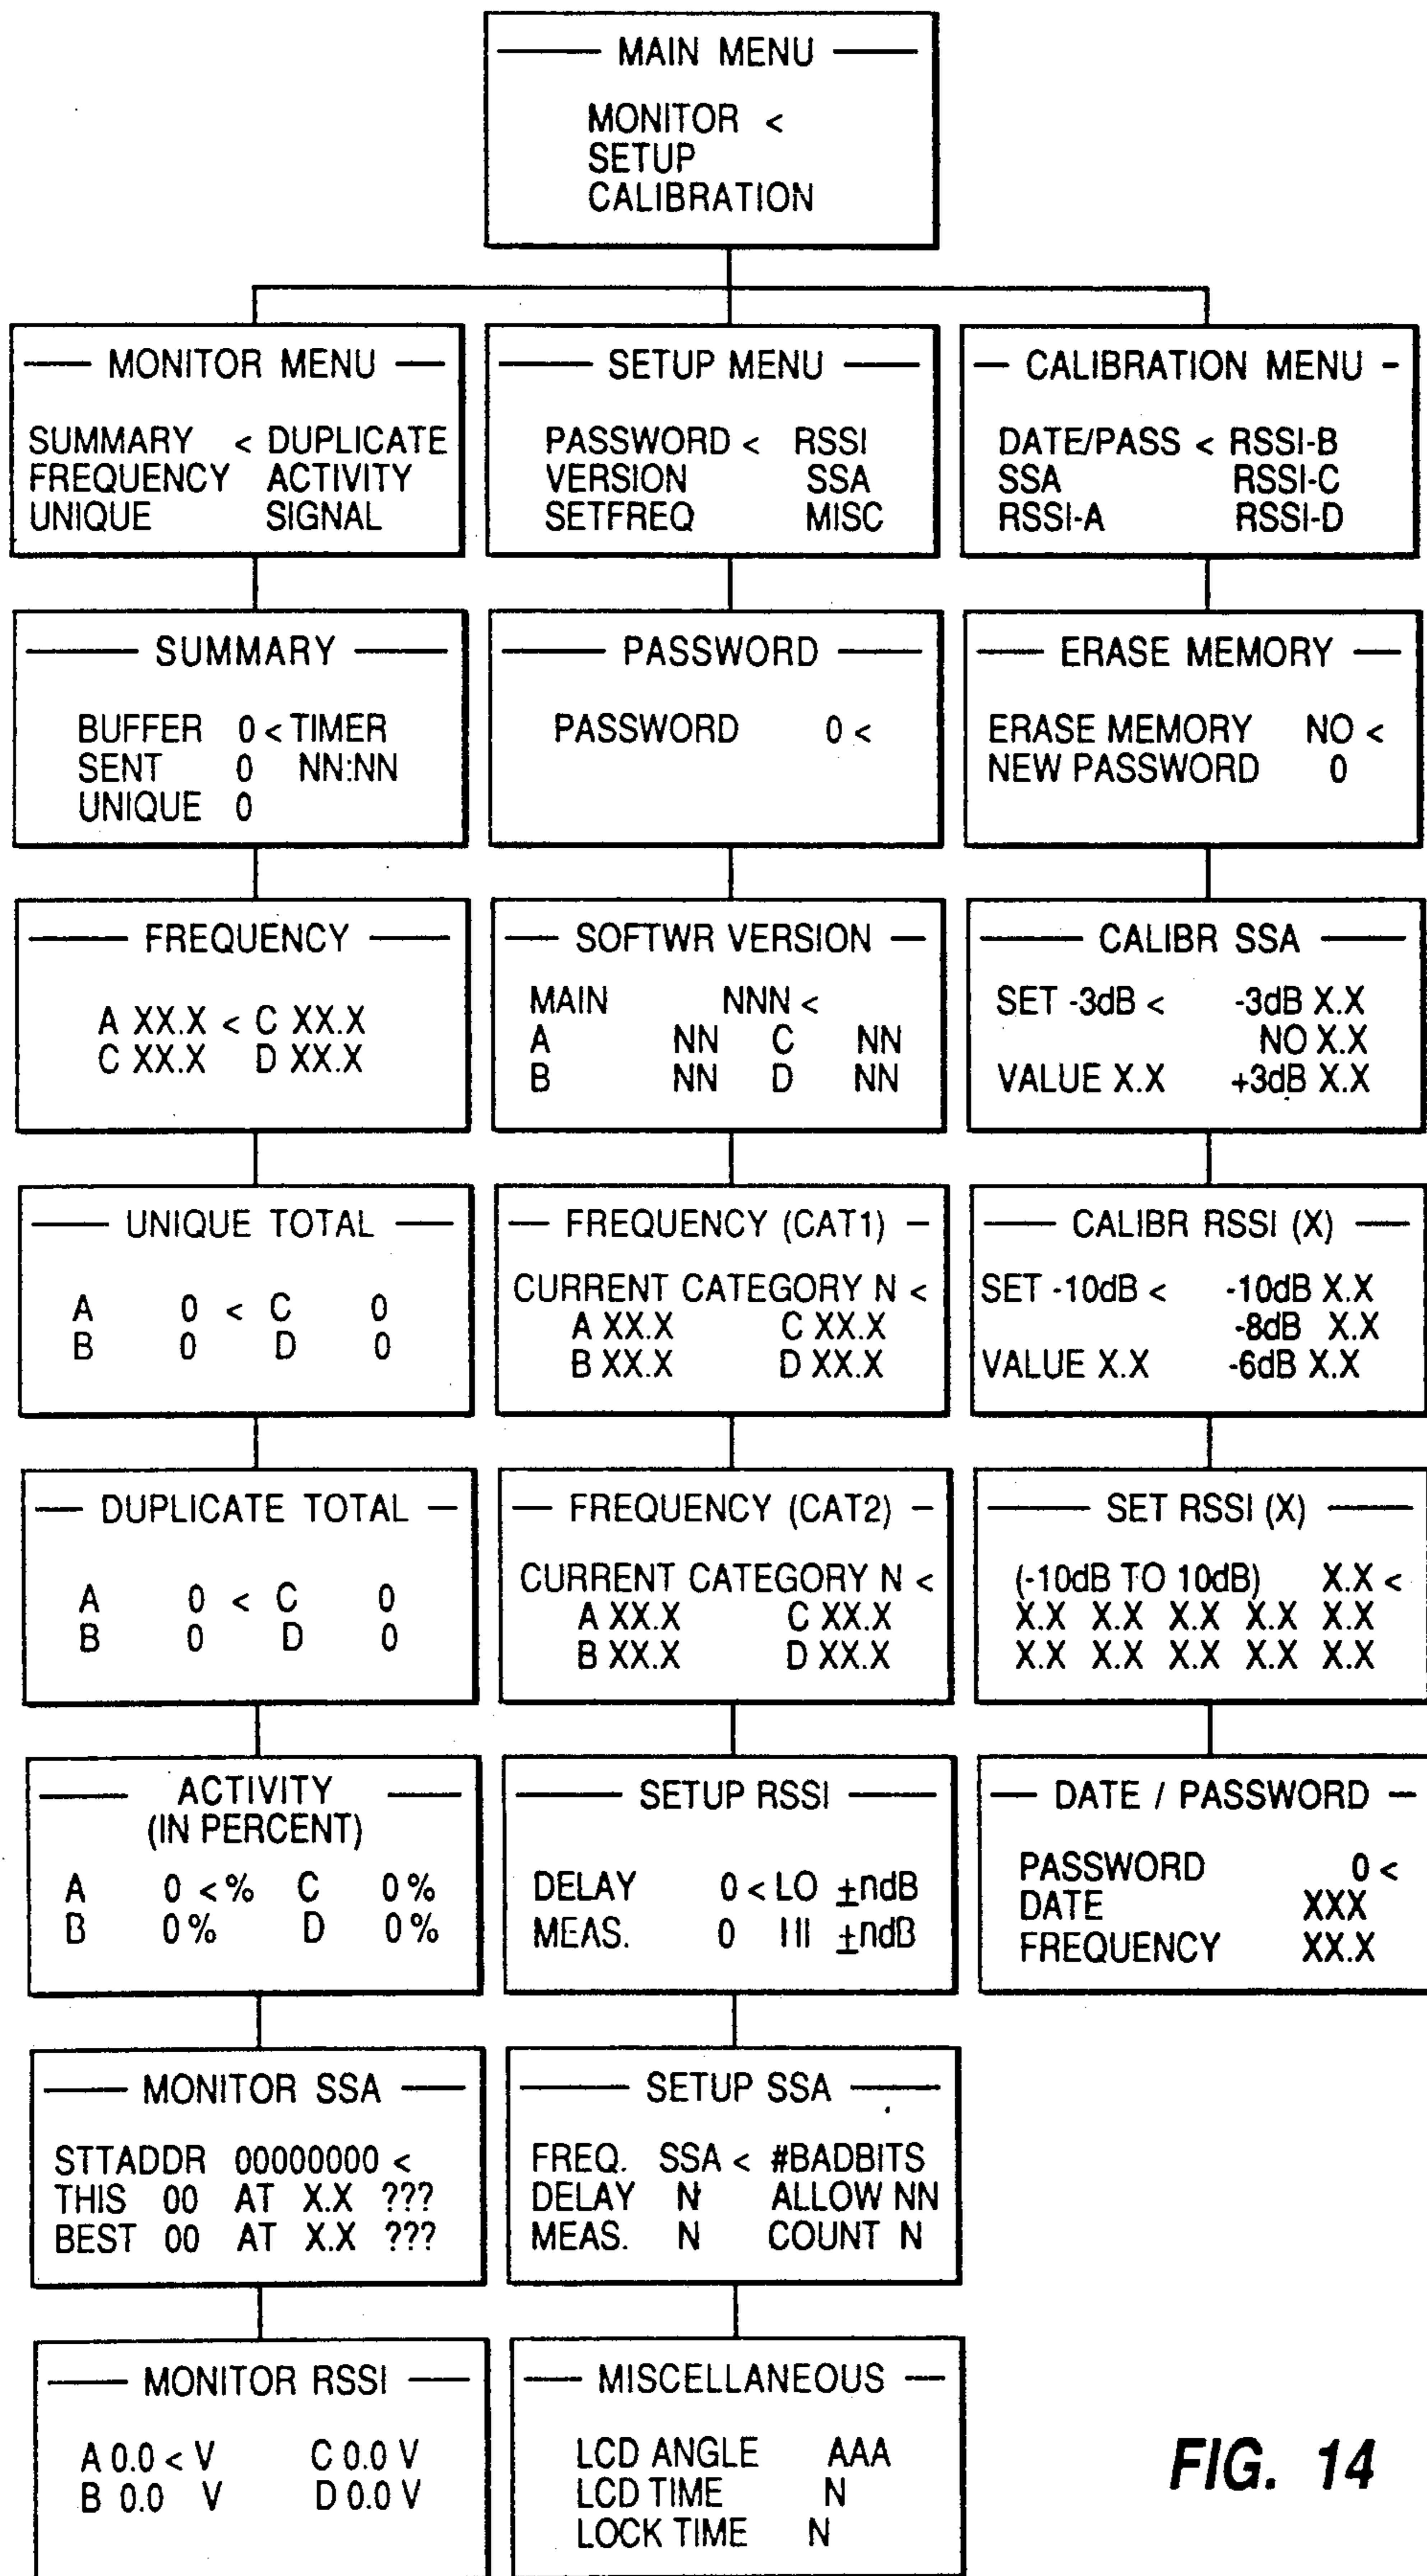 MAIN MENU
MONITOR <
SETUP
CALIBRATION
MONITOR MENU
SUMMARY < DUPLICATE
FREQUENCY ACTIVITY
UNIQUE SIGNAL
SETUP MENU
PASSWORD < RSSI
VERSION SSA
SETFREQ MISC
CALIBRATION MENU
DATE/PASS < RSSI-B
SSA RSSI-C
RSSI-A RSSI-D
SUMMARY
BUFFER 0 < TIMER
SENT 0 NN:NN
UNIQUE 0
PASSWORD
PASSWORD 0 <
ERASE MEMORY
ERASE MEMORY NO <
NEW PASSWORD 0
FREQUENCY
A XX.X < C XX.X
C XX.X D XX.X
SOFTWR VERSION
MAIN NNN <
A NN C NN
B NN D NN
CALIBR SSA
SET -3dB < -3dB X.X
NO X.X
VALUE X.X +3dB X.X
UNIQUE TOTAL
A 0 < C 0
B 0 D 0
FREQUENCY (CAT1)
CURRENT CATEGORY N <
A XX.X C XX.X
B XX.X D XX.X
CALIBR RSSI (X)
SET -10dB < -10dB X.X
-8dB X.X
VALUE X.X -6dB X.X
DUPLICATE TOTAL
A 0 < C 0
B 0 D 0
FREQUENCY (CAT2)
CURRENT CATEGORY N <
A XX.X C XX.X
B XX.X D XX.X
SET RSSI (X)
(-10dB TO 10dB) X.X <
X.X X.X X.X X.X X.X
X.X X.X X.X X.X X.X
ACTIVITY
(IN PERCENT)
A 0 < % C 0 %
B 0 % D 0 %
SETUP RSSI
DELAY 0 < LO ±ndB
MEAS. 0 HI ±ndB
DATE / PASSWORD
PASSWORD 0 <
DATE XXX
FREQUENCY XX.X
MONITOR SSA
STTADDR 00000000 <
THIS 00 AT X.X ???
BEST 00 AT X.X ???
SETUP SSA
FREQ. SSA < #BADBITS
DELAY N ALLOW NN
MEAS. N COUNT N
MONITOR RSSI
A 0.0 < V C 0.0 V
B 0.0 V D 0.0 V
MISCELLANEOUS
LCD ANGLE AAA
LCD TIME N
LOCK TIME N
FIG. 14